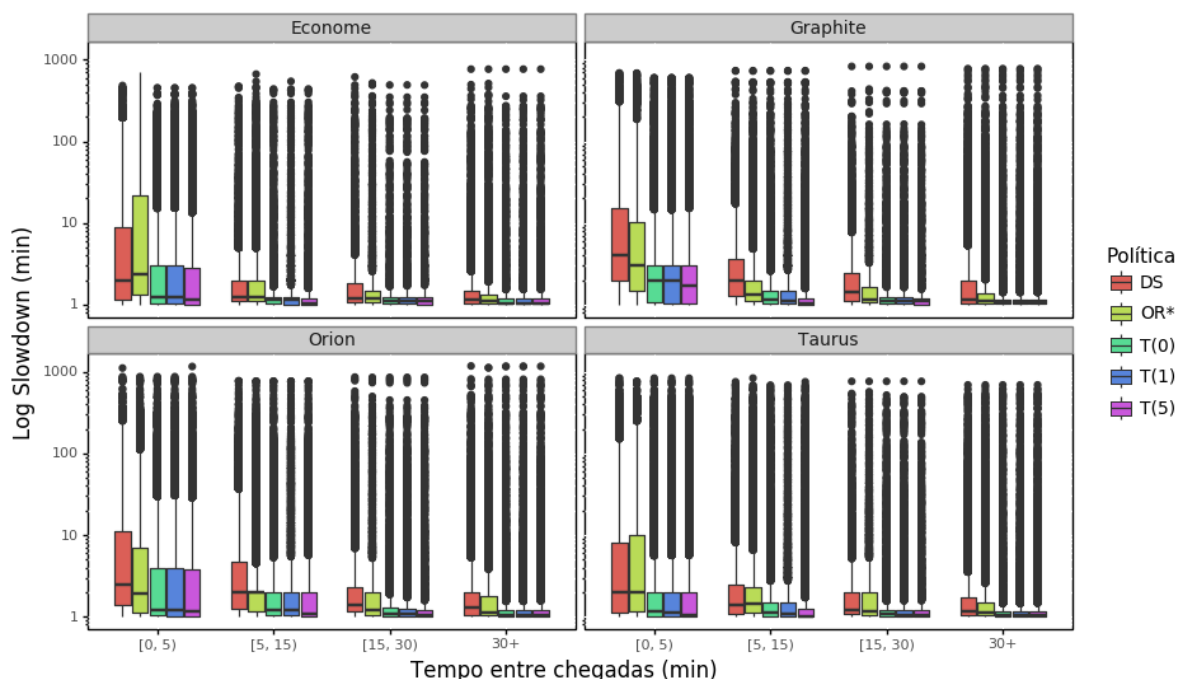 Econome
Graphite
1000
100
10
1
Orion
Taurus
1000
100
10
1
[0, 5)
[5, 15)
[15, 30)
30+
[0, 5)
[5, 15)
[15, 30)
30+
Log Slowdown (min)
Tempo entre chegadas (min)
Política
DS
OR*
T(0)
T(1)
T(5)